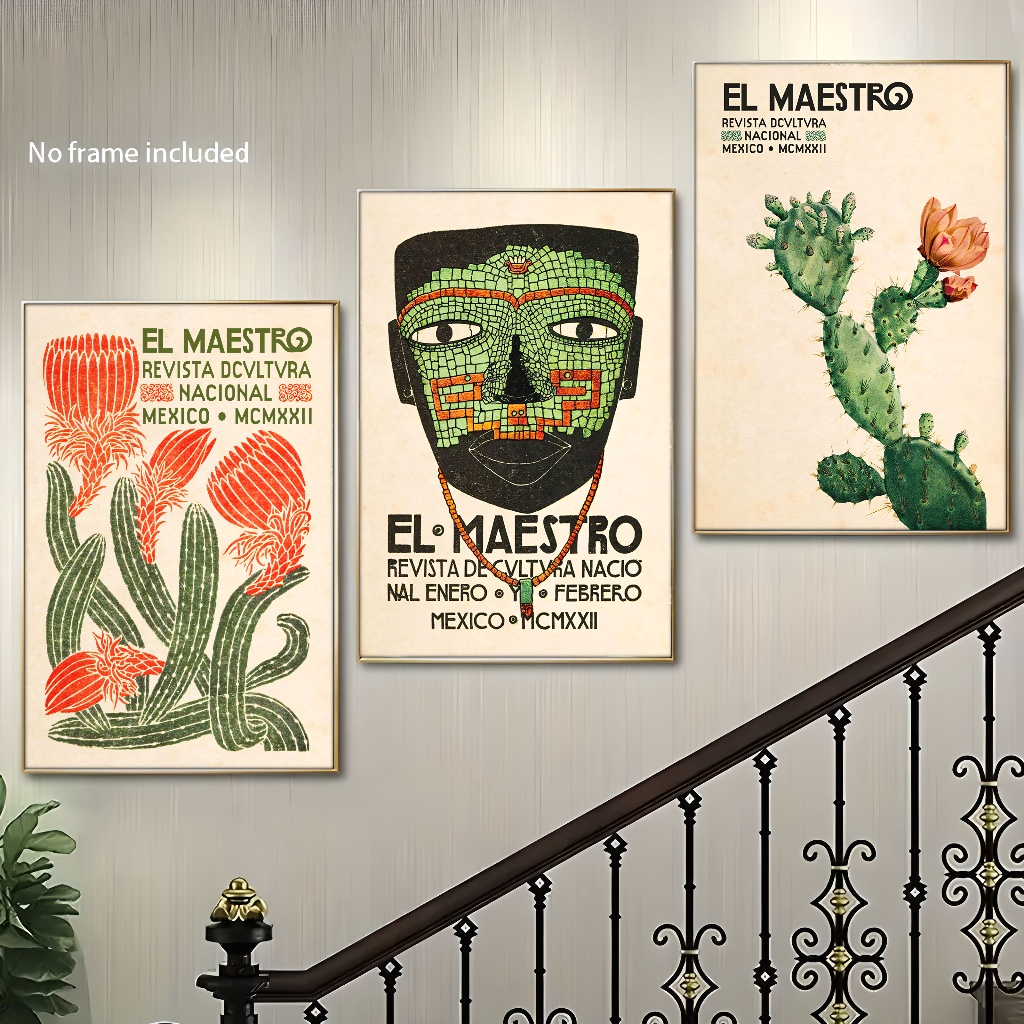 No frame included
EL MAESTRO
REVISTA DCVLTVRA
NACIONAL
MEXICO • MCMXXII
EL• MAESTRO
REVISTA DE CVLTVRA NACIO
NAL ENERO • Y • FEBRERO
MEXICO • MCMXXII
EL MAESTRO
REVISTA DCVLTVRA
NACIONAL
MEXICO • MCMXXII